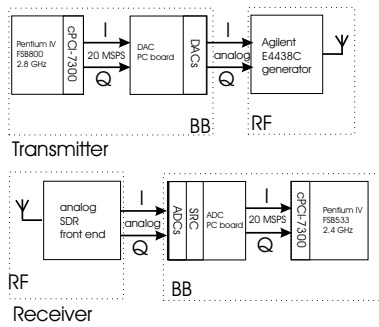 Pentium IV
FSB800
2.8 GHz
cPCI-7300
I
20 MSPS
Q
DAC
PC board
DACs
I
analog
Q
Agilent
E4438C
generator
BB
RF
Transmitter
analog
SDR
front end
I
analog
Q
ADCs
SRC
ADC
PC board
I
20 MSPS
Q
cPCI-7300
Pentium IV
FSB533
2.4 GHz
RF
BB
Receiver